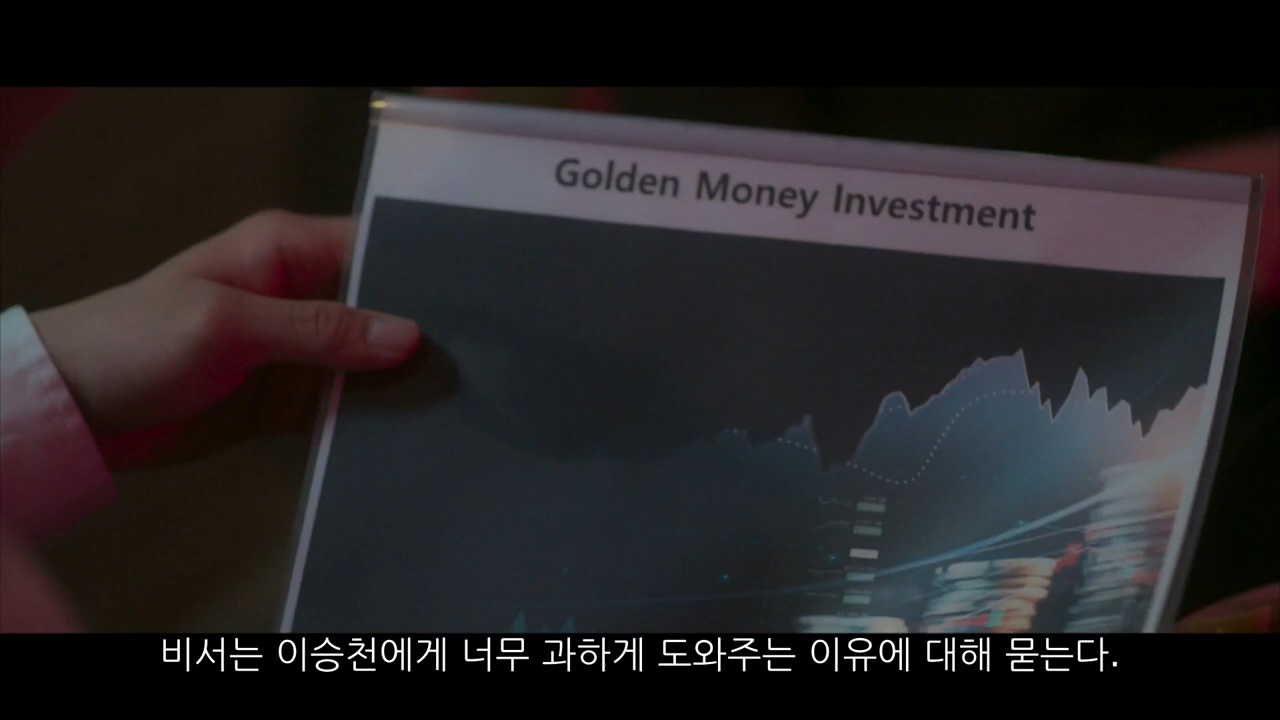 Golden Money Investment
비서는 이승천에게 너무 과하게 도와주는 이유에 대해 묻는다.